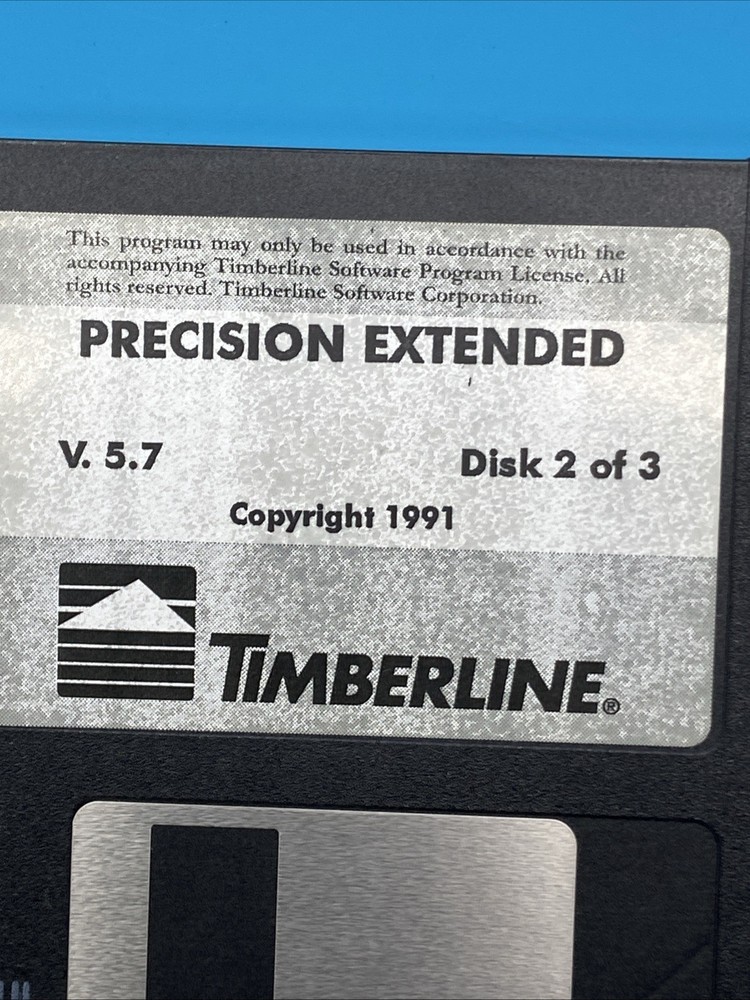 This program may only be used in accordance with the
accompanying Timberline Software Program License. All
rights reserved. Timberline Software Corporation.
PRECISION EXTENDED
V. 5.7 Disk 2 of 3
Copyright 1991
TIMBERLINE®